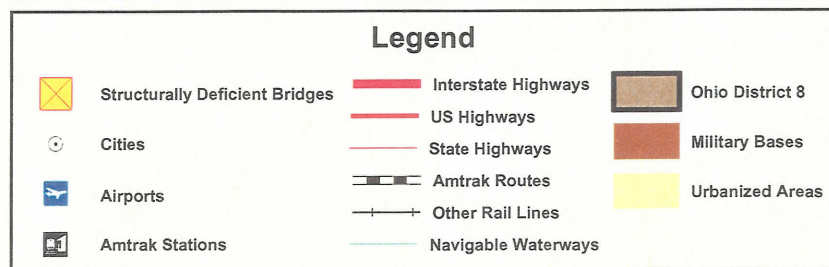 Legend
Structurally Deficient Bridges
Cities
Airports
Amtrak Stations
Interstate Highways
US Highways
State Highways
Amtrak Routes
Other Rail Lines
Navigable Waterways
Ohio District 8
Military Bases
Urbanized Areas